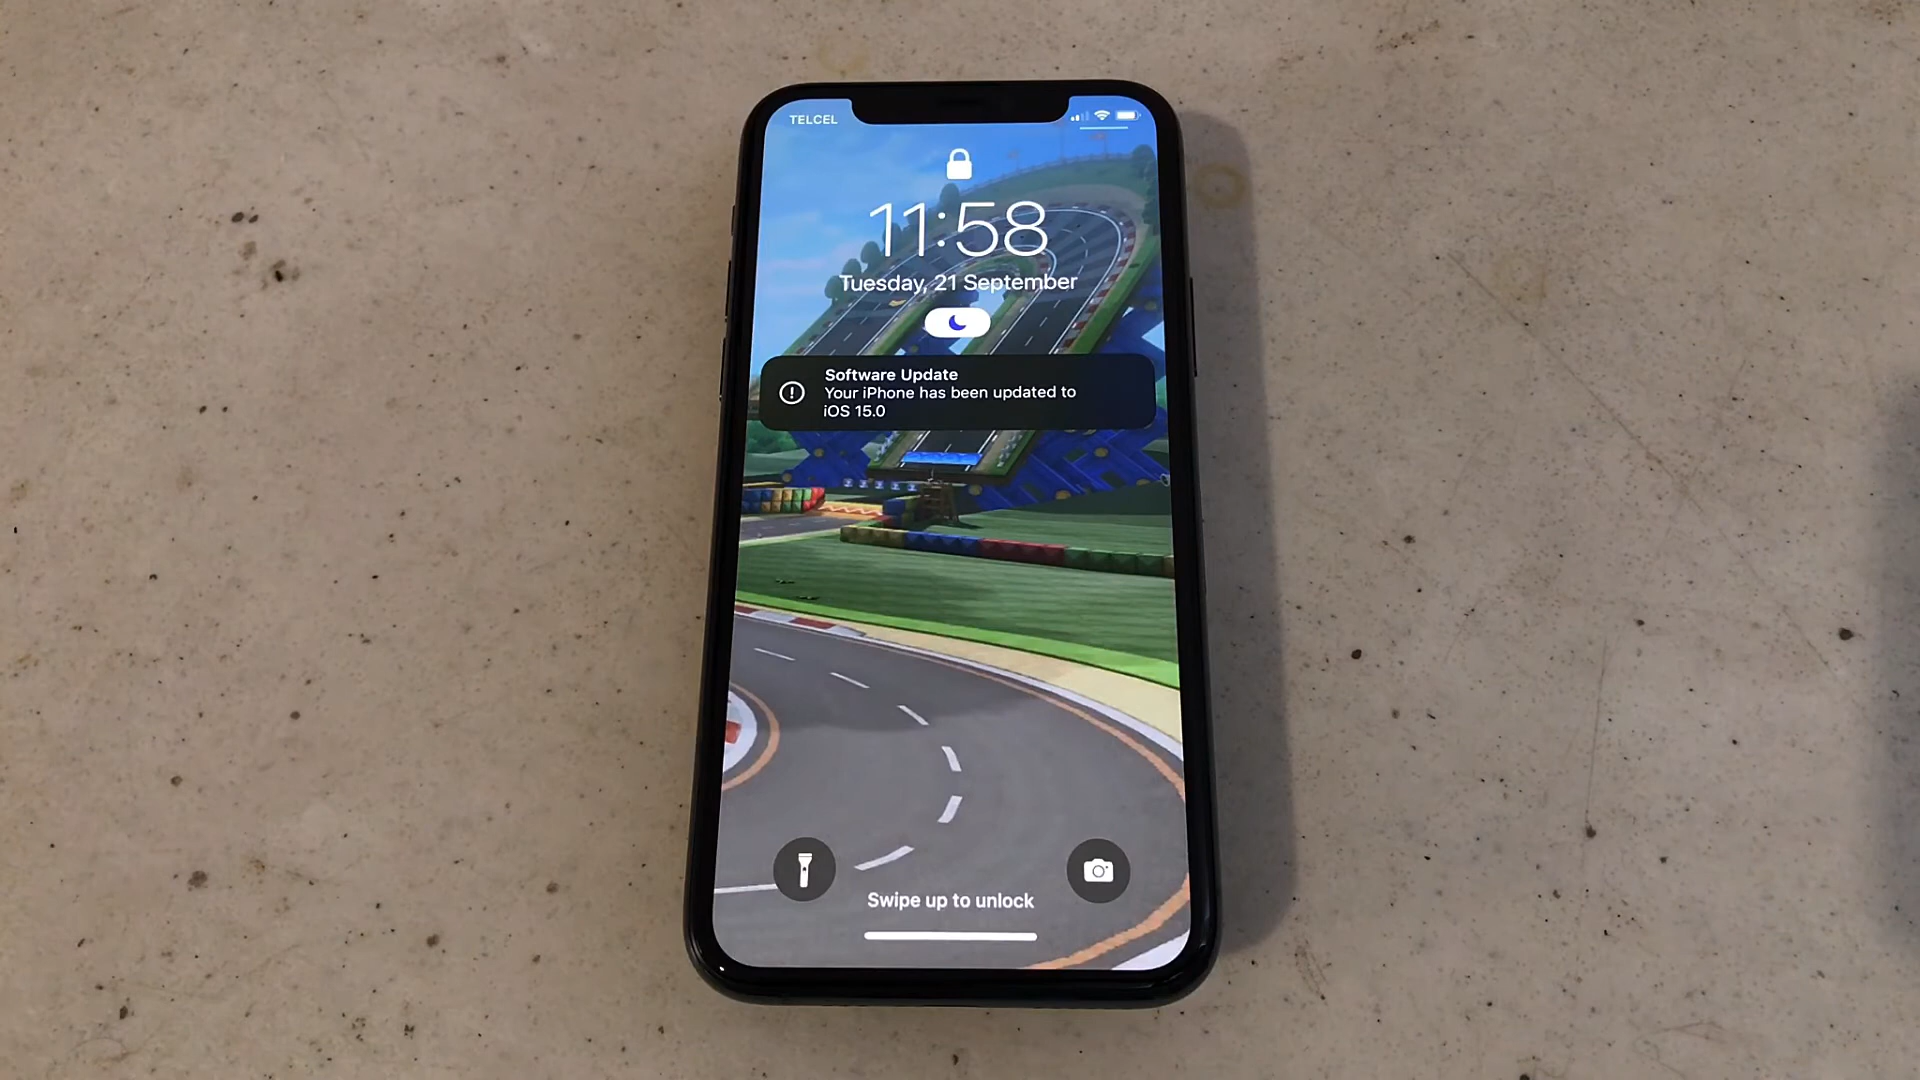 TELCEL
11:58
Tuesday, 21 September
Software Update
Your iPhone has been updated to
iOS 15.0
Swipe up to unlock